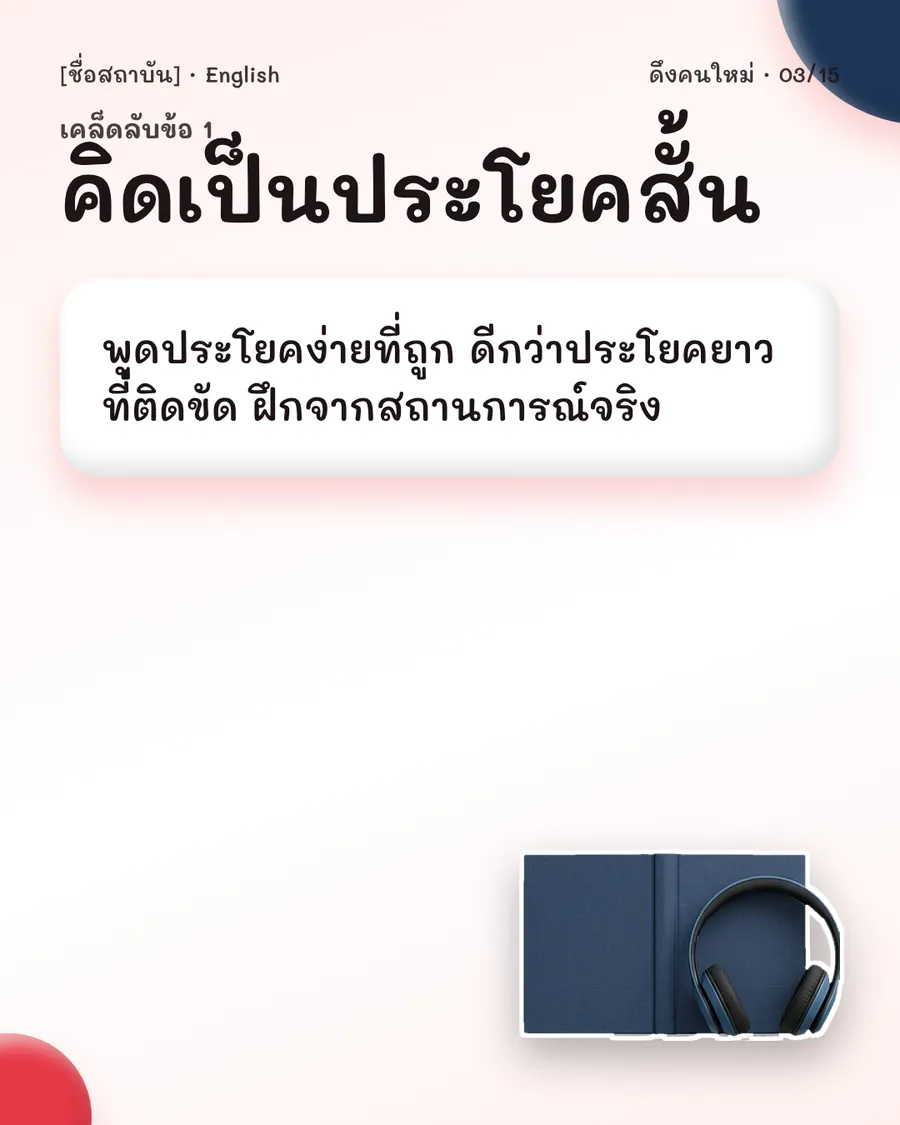 [ชื่อสถาบัน] · English
ดึงคนใหม่ · 03/15
เคล็ดลับข้อ 1
คิดเป็นประโยคสั้น
พูดประโยคง่ายที่ถูก ดีกว่าประโยคยาว
ที่ติดขัด ฝึกจากสถานการณ์จริง